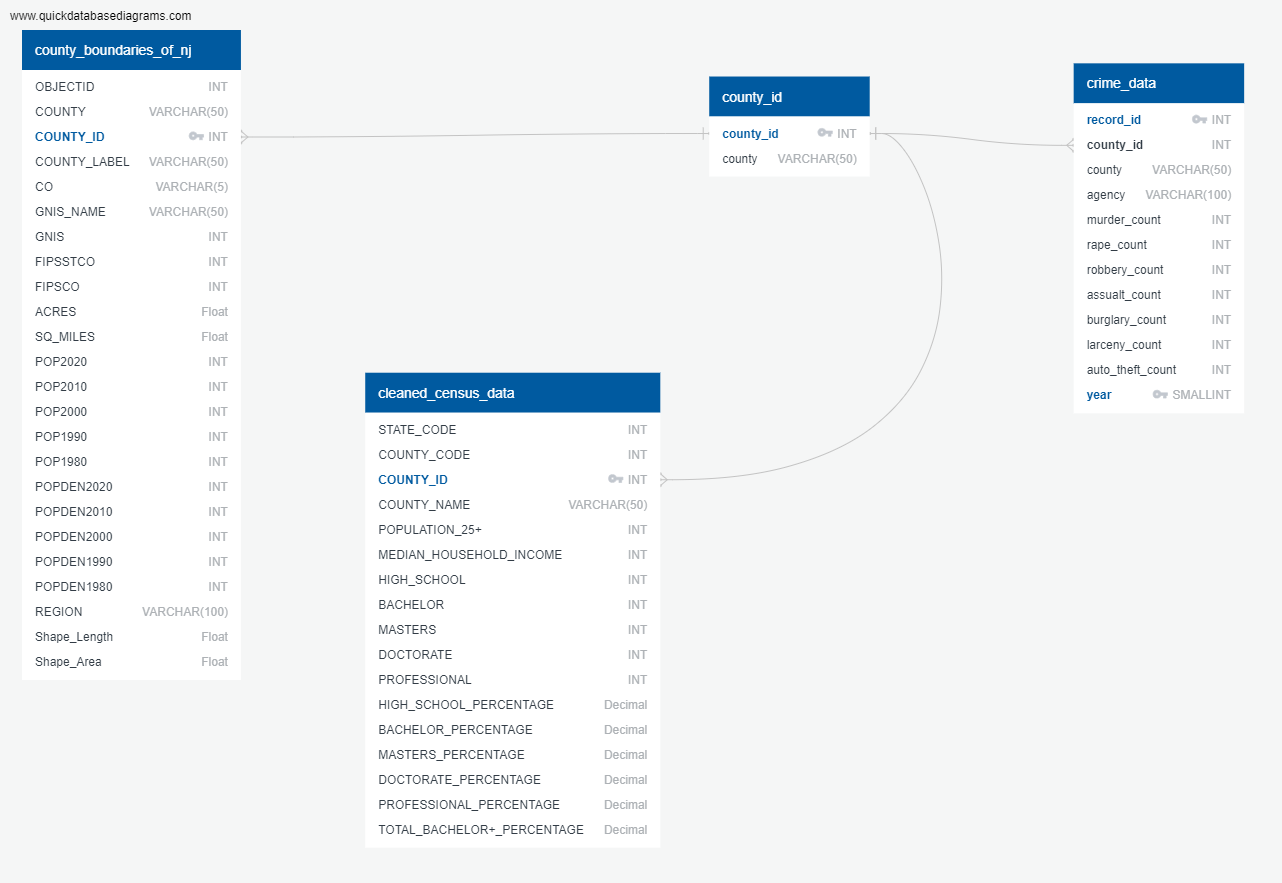 www.quickdatabasediagrams.com
county_boundaries_of_nj
OBJECTID INT
COUNTY VARCHAR(50)
COUNTY_ID INT
COUNTY_LABEL VARCHAR(50)
CO VARCHAR(5)
GNIS_NAME VARCHAR(50)
GNIS INT
FIPSSTCO INT
FIPSCO INT
ACRES Float
SQ_MILES Float
POP2020 INT
POP2010 INT
POP2000 INT
POP1990 INT
POP1980 INT
POPDEN2020 INT
POPDEN2010 INT
POPDEN2000 INT
POPDEN1990 INT
POPDEN1980 INT
REGION VARCHAR(100)
Shape_Length Float
Shape_Area Float
cleaned_census_data
STATE_CODE INT
COUNTY_CODE INT
COUNTY_ID INT
COUNTY_NAME VARCHAR(50)
POPULATION_25+ INT
MEDIAN_HOUSEHOLD_INCOME INT
HIGH_SCHOOL INT
BACHELOR INT
MASTERS INT
DOCTORATE INT
PROFESSIONAL INT
HIGH_SCHOOL_PERCENTAGE Decimal
BACHELOR_PERCENTAGE Decimal
MASTERS_PERCENTAGE Decimal
DOCTORATE_PERCENTAGE Decimal
PROFESSIONAL_PERCENTAGE Decimal
TOTAL_BACHELOR+_PERCENTAGE Decimal
county_id
county_id INT
county VARCHAR(50)
crime_data
record_id INT
county_id INT
county VARCHAR(50)
agency VARCHAR(100)
murder_count INT
rape_count INT
robbery_count INT
assualt_count INT
burglary_count INT
larceny_count INT
auto_theft_count INT
year SMALLINT